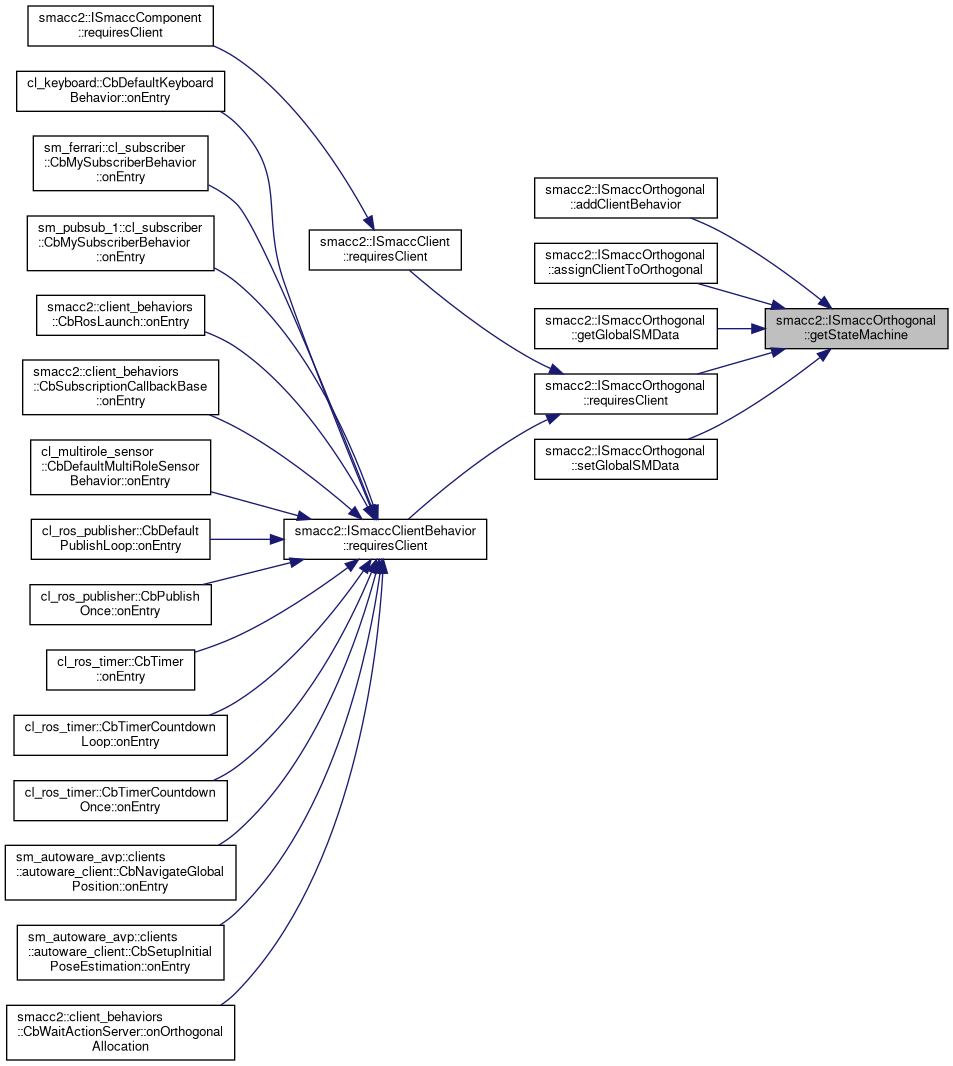 smacc2::ISmaccComponent
::requiresClient
cl_keyboard::CbDefaultKeyboard
Behavior::onEntry
sm_ferrari::cl_subscriber
::CbMySubscriberBehavior
::onEntry
sm_pubsub_1::cl_subscriber
::CbMySubscriberBehavior
::onEntry
smacc2::client_behaviors
::CbRosLaunch::onEntry
smacc2::client_behaviors
::CbSubscriptionCallbackBase
::onEntry
cl_multirole_sensor
::CbDefaultMultiRoleSensor
Behavior::onEntry
cl_ros_publisher::CbDefault
PublishLoop::onEntry
cl_ros_publisher::CbPublish
Once::onEntry
cl_ros_timer::CbTimer
::onEntry
cl_ros_timer::CbTimerCountdown
Loop::onEntry
cl_ros_timer::CbTimerCountdown
Once::onEntry
sm_autoware_avp::clients
::autoware_client::CbNavigateGlobal
Position::onEntry
sm_autoware_avp::clients
::autoware_client::CbSetupInitial
PoseEstimation::onEntry
smacc2::client_behaviors
::CbWaitActionServer::onOrthogonal
Allocation
smacc2::ISmaccClient
::requiresClient
smacc2::ISmaccClientBehavior
::requiresClient
smacc2::ISmaccOrthogonal
::addClientBehavior
smacc2::ISmaccOrthogonal
::assignClientToOrthogonal
smacc2::ISmaccOrthogonal
::getGlobalSMData
smacc2::ISmaccOrthogonal
::requiresClient
smacc2::ISmaccOrthogonal
::setGlobalSMData
smacc2::ISmaccOrthogonal
::getStateMachine